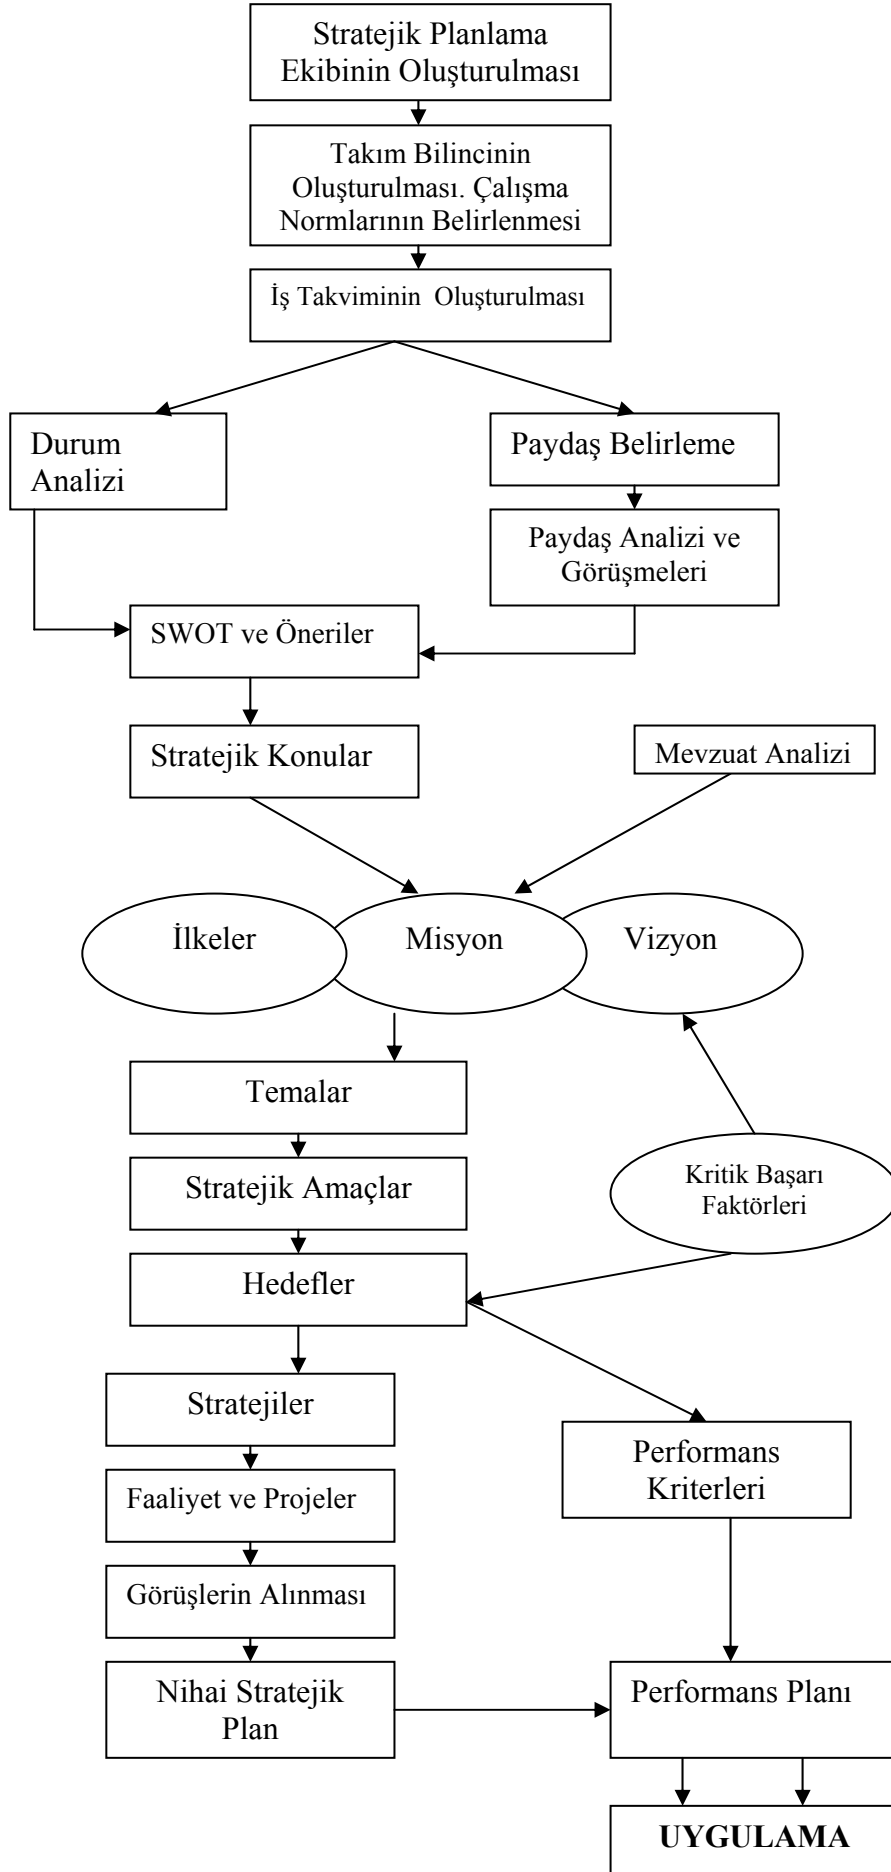 Stratejik Planlama
Ekibinin Oluşturulması
Takım Bilincinin
Oluşturulması. Çalışma
Normlarının Belirlenmesi
İş Takviminin  Oluşturulması
Durum
Analizi
Paydaş Belirleme
Paydaş Analizi ve
Görüşmeleri
SWOT ve Öneriler
Stratejik Konular
Mevzuat Analizi
İlkeler
Misyon
Vizyon
Temalar
Stratejik Amaçlar
Kritik Başarı
Faktörleri
Hedefler
Stratejiler
Performans
Kriterleri
Faaliyet ve Projeler
Görüşlerin Alınması
Nihai Stratejik
Plan
Performans Planı
UYGULAMA